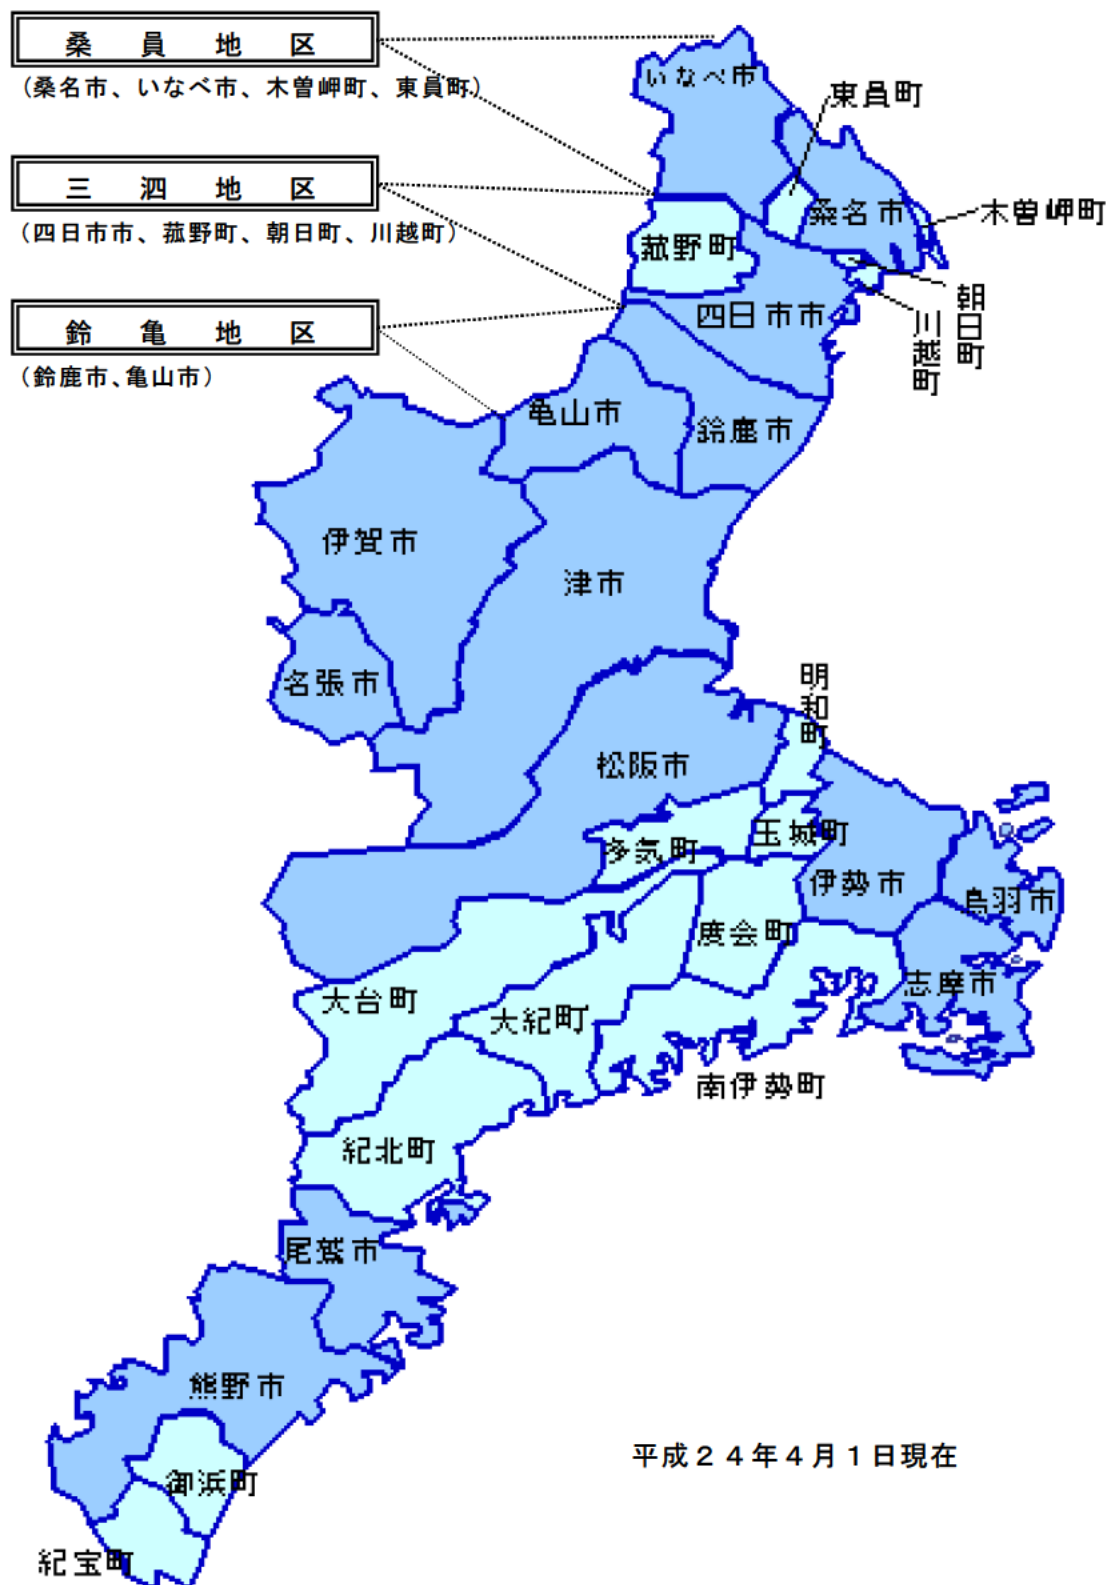 桑員地区
（桑名市、いなべ市、木曽岬町、東員町）
三泗地区
（四日市市、菰野町、朝日町、川越町）
鈴亀地区
（鈴鹿市、亀山市）
いなべ市
東員町
桑名市
木曽岬町
菰野町
朝日町
川越町
四日市市
亀山市
鈴鹿市
伊賀市
津市
名張市
明和町
松阪市
多気町
玉城町
伊勢市
鳥羽市
度会町
志摩市
大台町
大紀町
南伊勢町
紀北町
尾鷲市
熊野市
御浜町
紀宝町
平成２４年４月１日現在